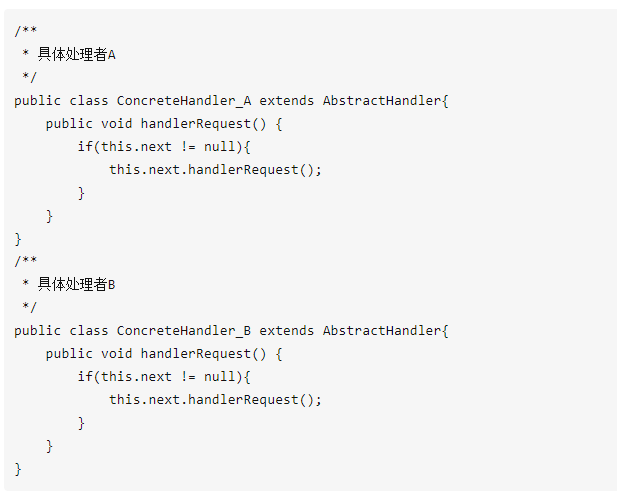 /**
 * 具体处理者A
 */
public class ConcreteHandler_A extends AbstractHandler{
    public void handlerRequest() {
        if(this.next != null){
            this.next.handlerRequest();
        }
    }
}
/**
 * 具体处理者B
 */
public class ConcreteHandler_B extends AbstractHandler{
    public void handlerRequest() {
        if(this.next != null){
            this.next.handlerRequest();
        }
    }
}